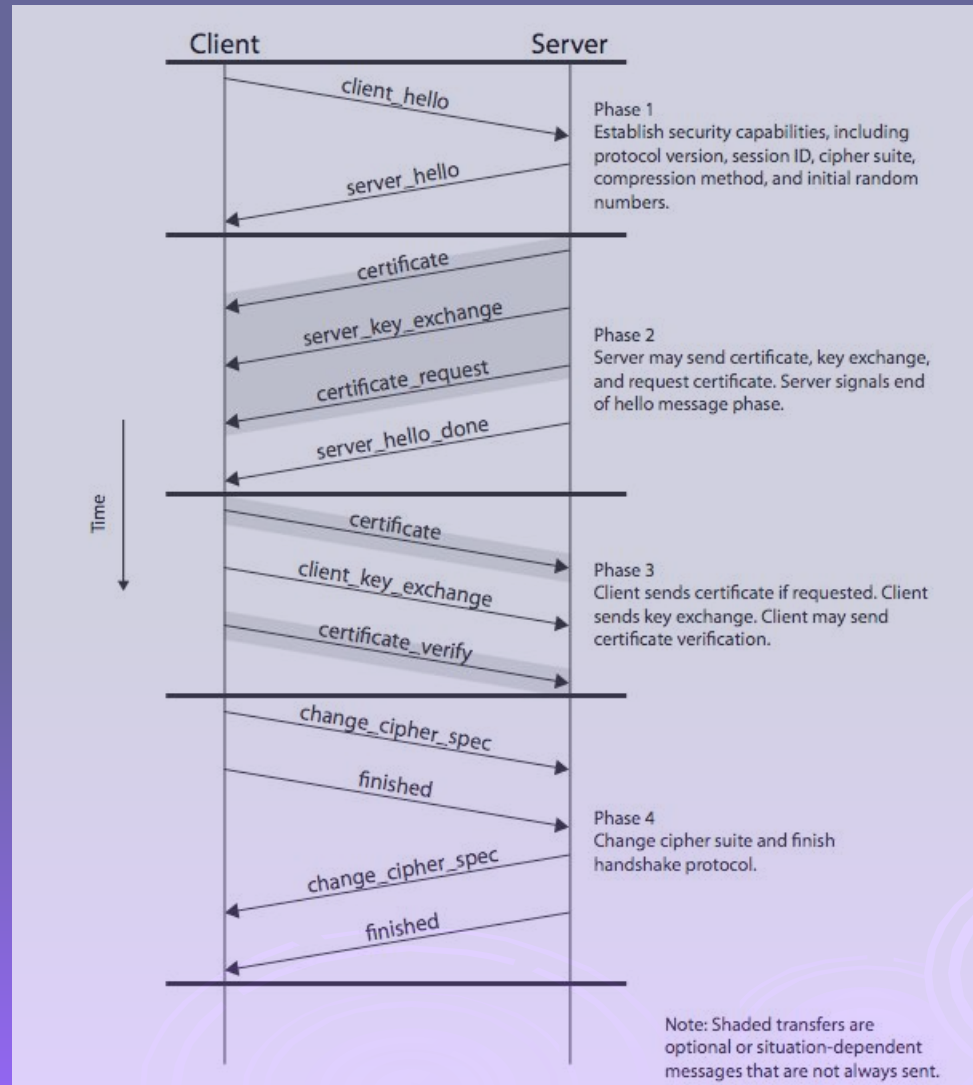 Client
Server
client_hello
server_hello
Phase 1
Establish security capabilities, including
protocol version, session ID, cipher suite,
compression method, and initial random
numbers.
certificate
server_key_exchange
certificate_request
server_hello_done
Phase 2
Server may send certificate, key exchange,
and request certificate. Server signals end
of hello message phase.
Time
certificate
client_key_exchange
certificate_verify
Phase 3
Client sends certificate if requested. Client
sends key exchange. Client may send
certificate verification.
change_cipher_spec
finished
change_cipher_spec
finished
Phase 4
Change cipher suite and finish
handshake protocol.
Note: Shaded transfers are
optional or situation-dependent
messages that are not always sent.